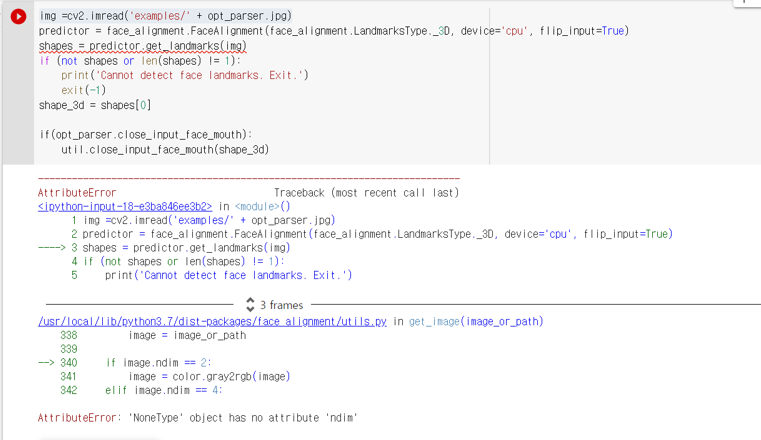 img =cv2.imread('examples/' + opt_parser.jpg)
predictor = face_alignment.FaceAlignment(face_alignment.LandmarksType._3D, device='cpu', flip_input=True)
shapes = predictor.get_landmarks(img)
if (not shapes or len(shapes) != 1):
    print('Cannot detect face landmarks. Exit.')
    exit(-1)
shape_3d = shapes[0]

if(opt_parser.close_input_face_mouth):
    util.close_input_face_mouth(shape_3d)
---------------------------------------------------------------------------
AttributeError                            Traceback (most recent call last)
<ipython-input-18-e3ba846ee3b2> in <module>()
      1 img =cv2.imread('examples/' + opt_parser.jpg)
      2 predictor = face_alignment.FaceAlignment(face_alignment.LandmarksType._3D, device='cpu', flip_input=True)
----> 3 shapes = predictor.get_landmarks(img)
      4 if (not shapes or len(shapes) != 1):
      5     print('Cannot detect face landmarks. Exit.')
3 frames
/usr/local/lib/python3.7/dist-packages/face_alignment/utils.py in get_image(image_or_path)
    338         image = image_or_path
    339
--> 340     if image.ndim == 2:
    341         image = color.gray2rgb(image)
    342     elif image.ndim == 4:
AttributeError: 'NoneType' object has no attribute 'ndim'